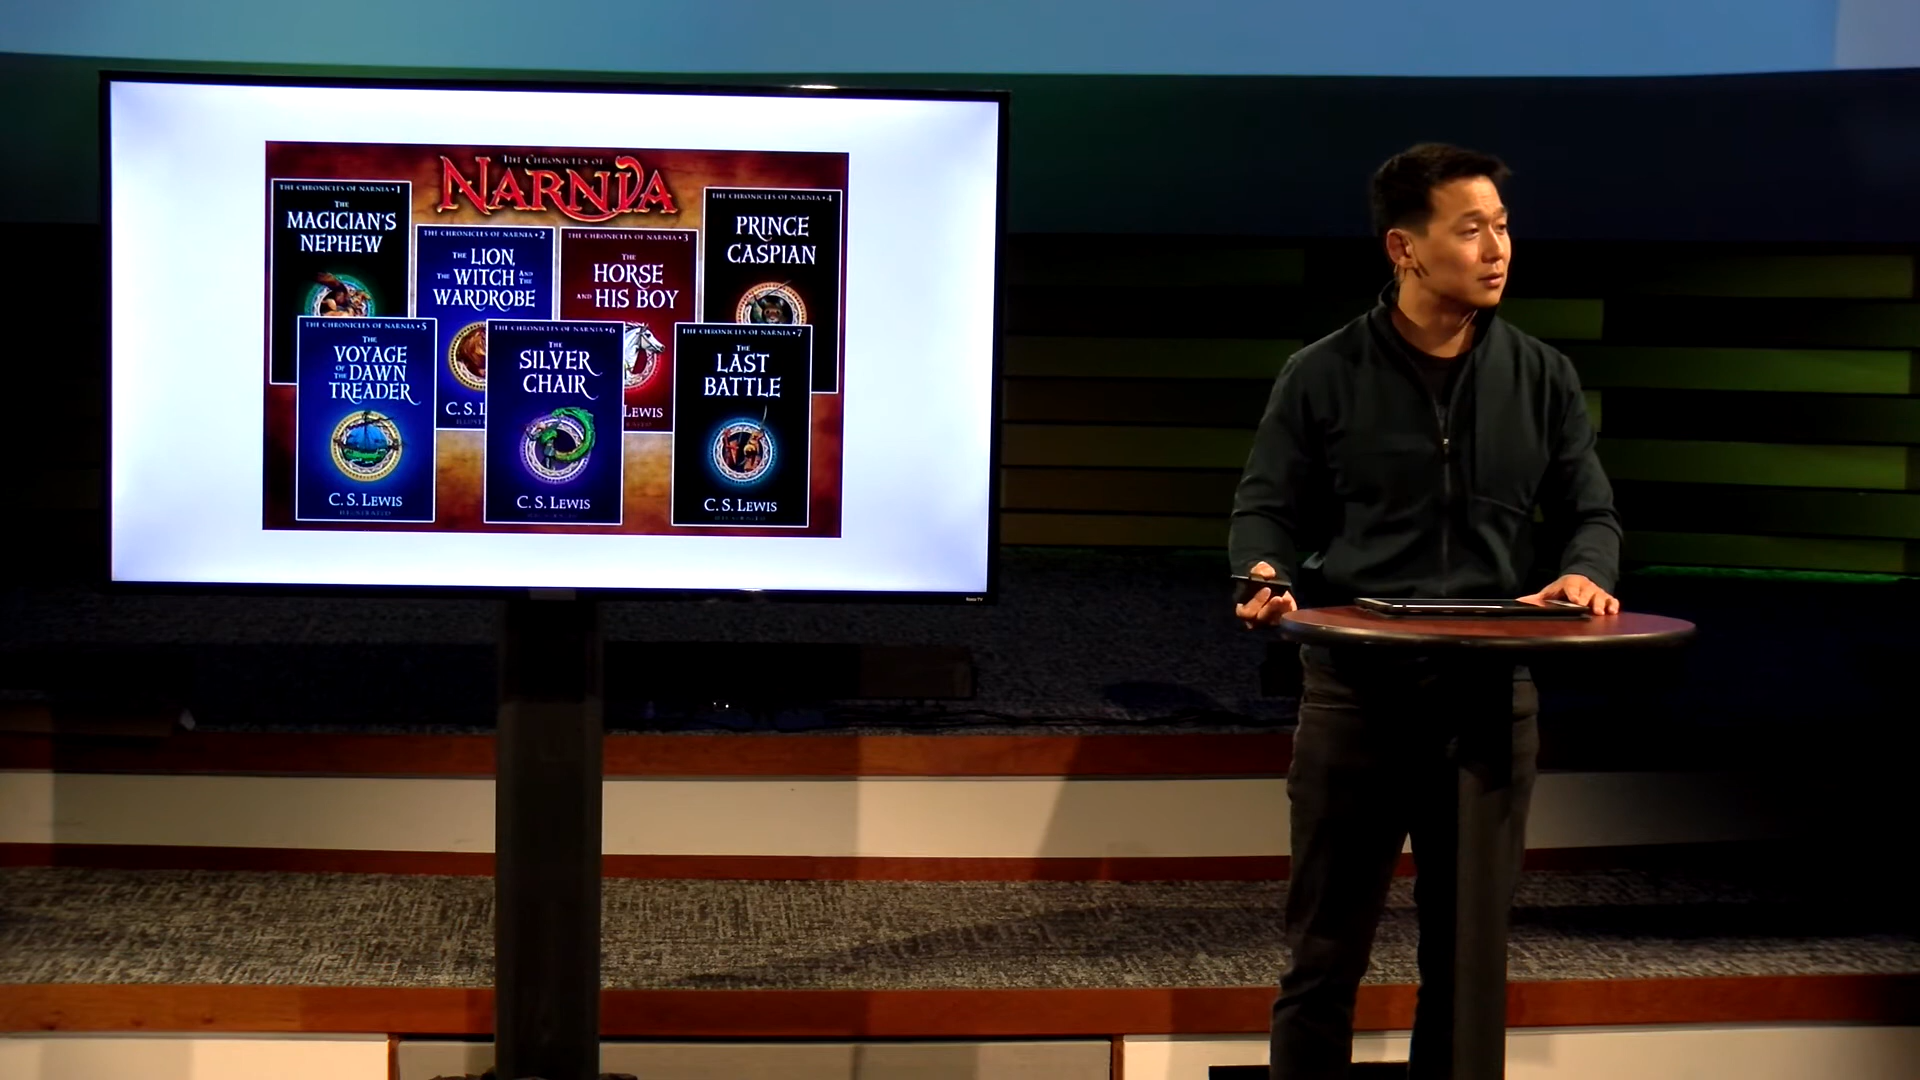 THE CHRONICLES OF
NARNIA
THE CHRONICLES OF NARNIA • 1
THE
MAGICIAN'S
NEPHEW
THE CHRONICLES OF NARNIA • 2
THE LION,
THE WITCH AND THE
WARDROBE
C. S. L
THE CHRONICLES OF NARNIA • 3
THE
HORSE
AND HIS BOY
LEWIS
THE CHRONICLES OF NARNIA • 4
PRINCE
CASPIAN
THE CHRONICLES OF NARNIA • 5
THE
VOYAGE
OF THE DAWN
TREADER
C. S. LEWIS
THE CHRONICLES OF NARNIA • 6
THE
SILVER
CHAIR
C. S. LEWIS
THE CHRONICLES OF NARNIA • 7
THE
LAST
BATTLE
C. S. LEWIS
Roku TV